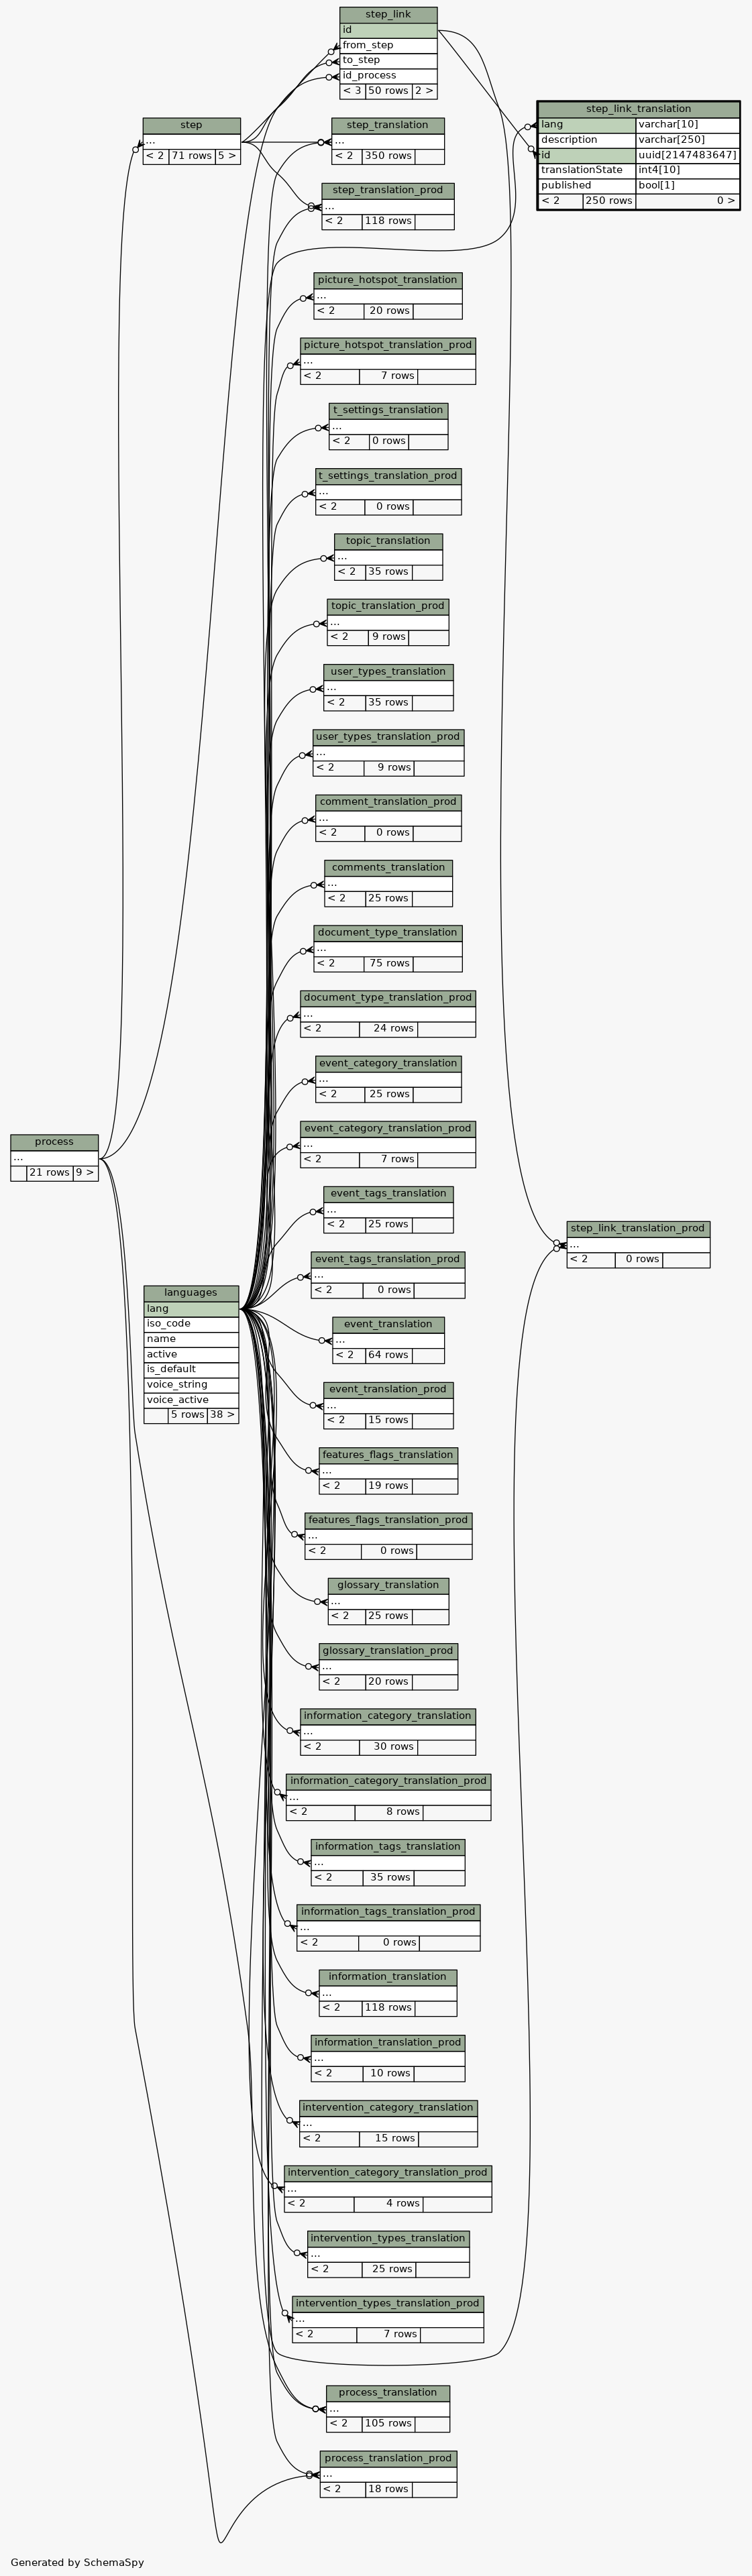 step_link
id
from_step
to_step
id_process
< 3 50 rows 2 >
step_link_translation
lang varchar[10]
description varchar[250]
id uuid[2147483647]
translationState int4[10]
published bool[1]
< 2 250 rows 0 >
step
...
< 2 71 rows 5 >
step_translation
...
< 2 350 rows
step_translation_prod
...
< 2 118 rows
picture_hotspot_translation
...
< 2 20 rows
picture_hotspot_translation_prod
...
< 2 7 rows
t_settings_translation
...
< 2 0 rows
t_settings_translation_prod
...
< 2 0 rows
topic_translation
...
< 2 35 rows
topic_translation_prod
...
< 2 9 rows
user_types_translation
...
< 2 35 rows
user_types_translation_prod
...
< 2 9 rows
comment_translation_prod
...
< 2 0 rows
comments_translation
...
< 2 25 rows
document_type_translation
...
< 2 75 rows
document_type_translation_prod
...
< 2 24 rows
event_category_translation
...
< 2 25 rows
event_category_translation_prod
...
< 2 7 rows
process
...
21 rows 9 >
event_tags_translation
...
< 2 25 rows
step_link_translation_prod
...
< 2 0 rows
event_tags_translation_prod
...
< 2 0 rows
languages
lang
iso_code
name
active
is_default
voice_string
voice_active
5 rows 38 >
event_translation
...
< 2 64 rows
event_translation_prod
...
< 2 15 rows
features_flags_translation
...
< 2 19 rows
features_flags_translation_prod
...
< 2 0 rows
glossary_translation
...
< 2 25 rows
glossary_translation_prod
...
< 2 20 rows
information_category_translation
...
< 2 30 rows
information_category_translation_prod
...
< 2 8 rows
information_tags_translation
...
< 2 35 rows
information_tags_translation_prod
...
< 2 0 rows
information_translation
...
< 2 118 rows
information_translation_prod
...
< 2 10 rows
intervention_category_translation
...
< 2 15 rows
intervention_category_translation_prod
...
< 2 4 rows
intervention_types_translation
...
< 2 25 rows
intervention_types_translation_prod
...
< 2 7 rows
process_translation
...
< 2 105 rows
process_translation_prod
...
< 2 18 rows
Generated by SchemaSpy